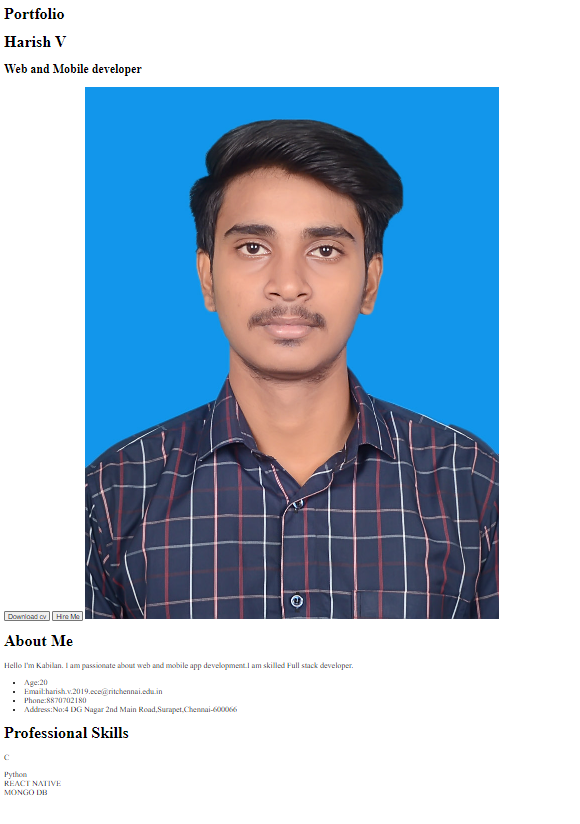 Portfolio
Harish V
Web and Mobile developer
Download cv Hire Me
About Me
Hello I'm Kabilan. I am passionate about web and mobile app development.I am skilled Full stack developer.
Age:20
Email:harish.v.2019.ece@ritchennai.edu.in
Phone:8870702180
Address:No:4 DG Nagar 2nd Main Road,Surapet,Chennai-600066
Professional Skills
C
Python
REACT NATIVE
MONGO DB